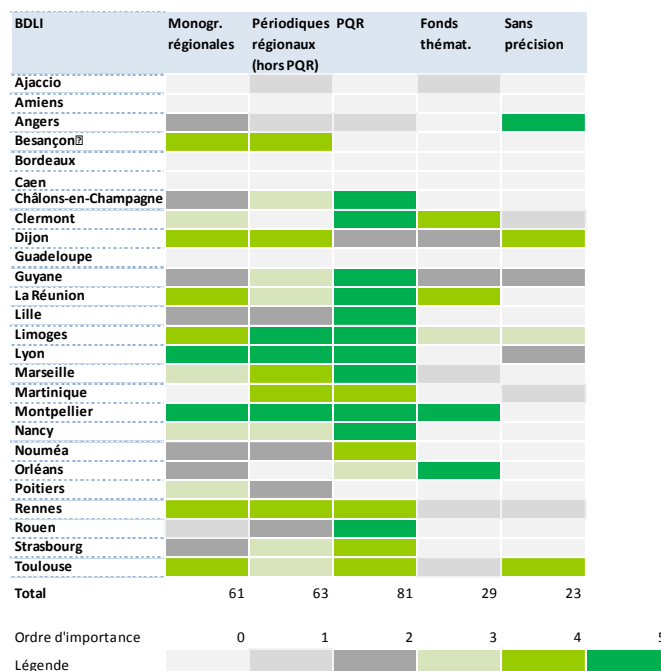 BDLI Monogr. Périodiques PQR Fonds Sans
régionales régionaux thémat. précision
(hors PQR)
Ajaccio
Amiens
Angers
Besançon
Bordeaux
Caen
Châlons-en-Champagne
Clermont
Dijon
Guadeloupe
Guyane
La Réunion
Lille
Limoges
Lyon
Marseille
Martinique
Montpellier
Nancy
Nouméa
Orléans
Poitiers
Rennes
Rouen
Strasbourg
Toulouse
Total 61 63 81 29 23
Ordre d'importance 0 1 2 3 4 5
Légende